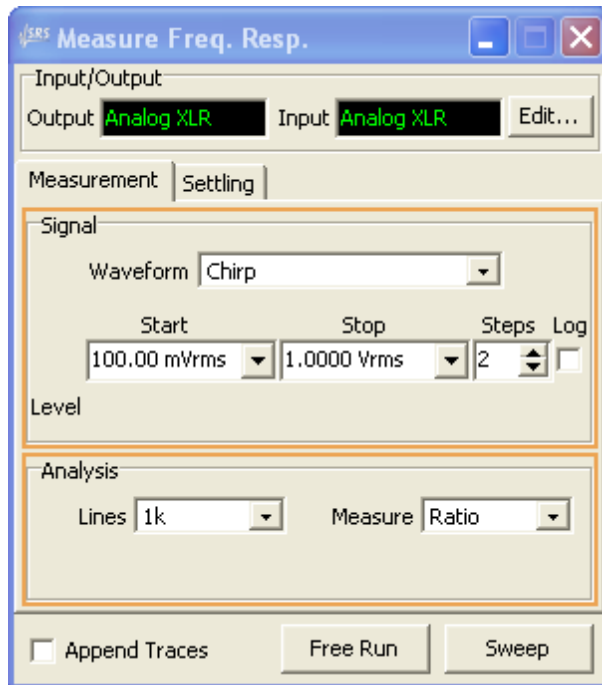 SRS Measure Freq. Resp.
Input/Output
Output Analog XLR Input Analog XLR Edit...
Measurement Settling
Signal
Waveform Chirp
Start Stop Steps Log
100.00 mVrms 1.0000 Vrms 2
Level
Analysis
Lines 1k Measure Ratio
Append Traces Free Run Sweep